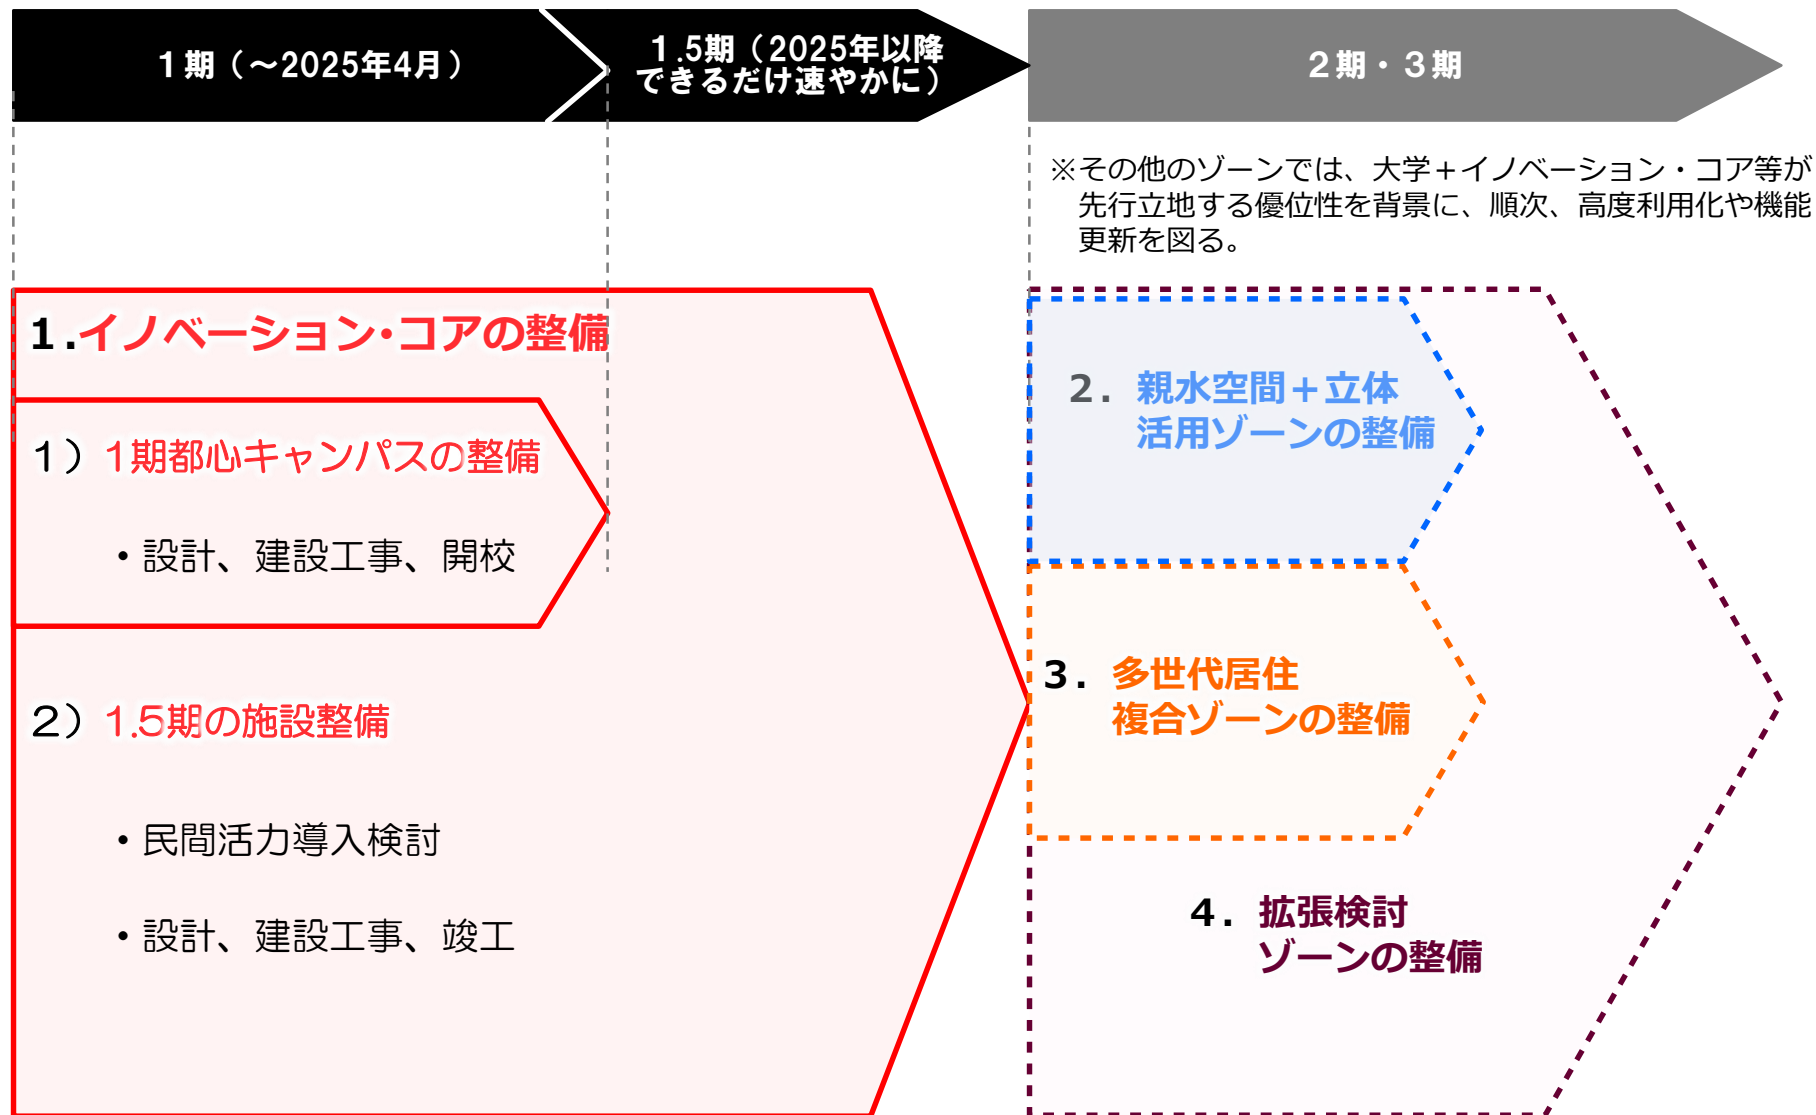 １期（～2025年4月）
１.5期（2025年以降
できるだけ速やかに）
２期・３期
※その他のゾーンでは、大学＋イノベーション・コア等が
先行立地する優位性を背景に、順次、高度利用化や機能
更新を図る。
１.イノベーション・コアの整備
１）１期都心キャンパスの整備
・設計、建設工事、開校
２）１.5期の施設整備
・民間活力導入検討
・設計、建設工事、竣工
２．親水空間＋立体
活用ゾーンの整備
３．多世代居住
複合ゾーンの整備
４．拡張検討
ゾーンの整備